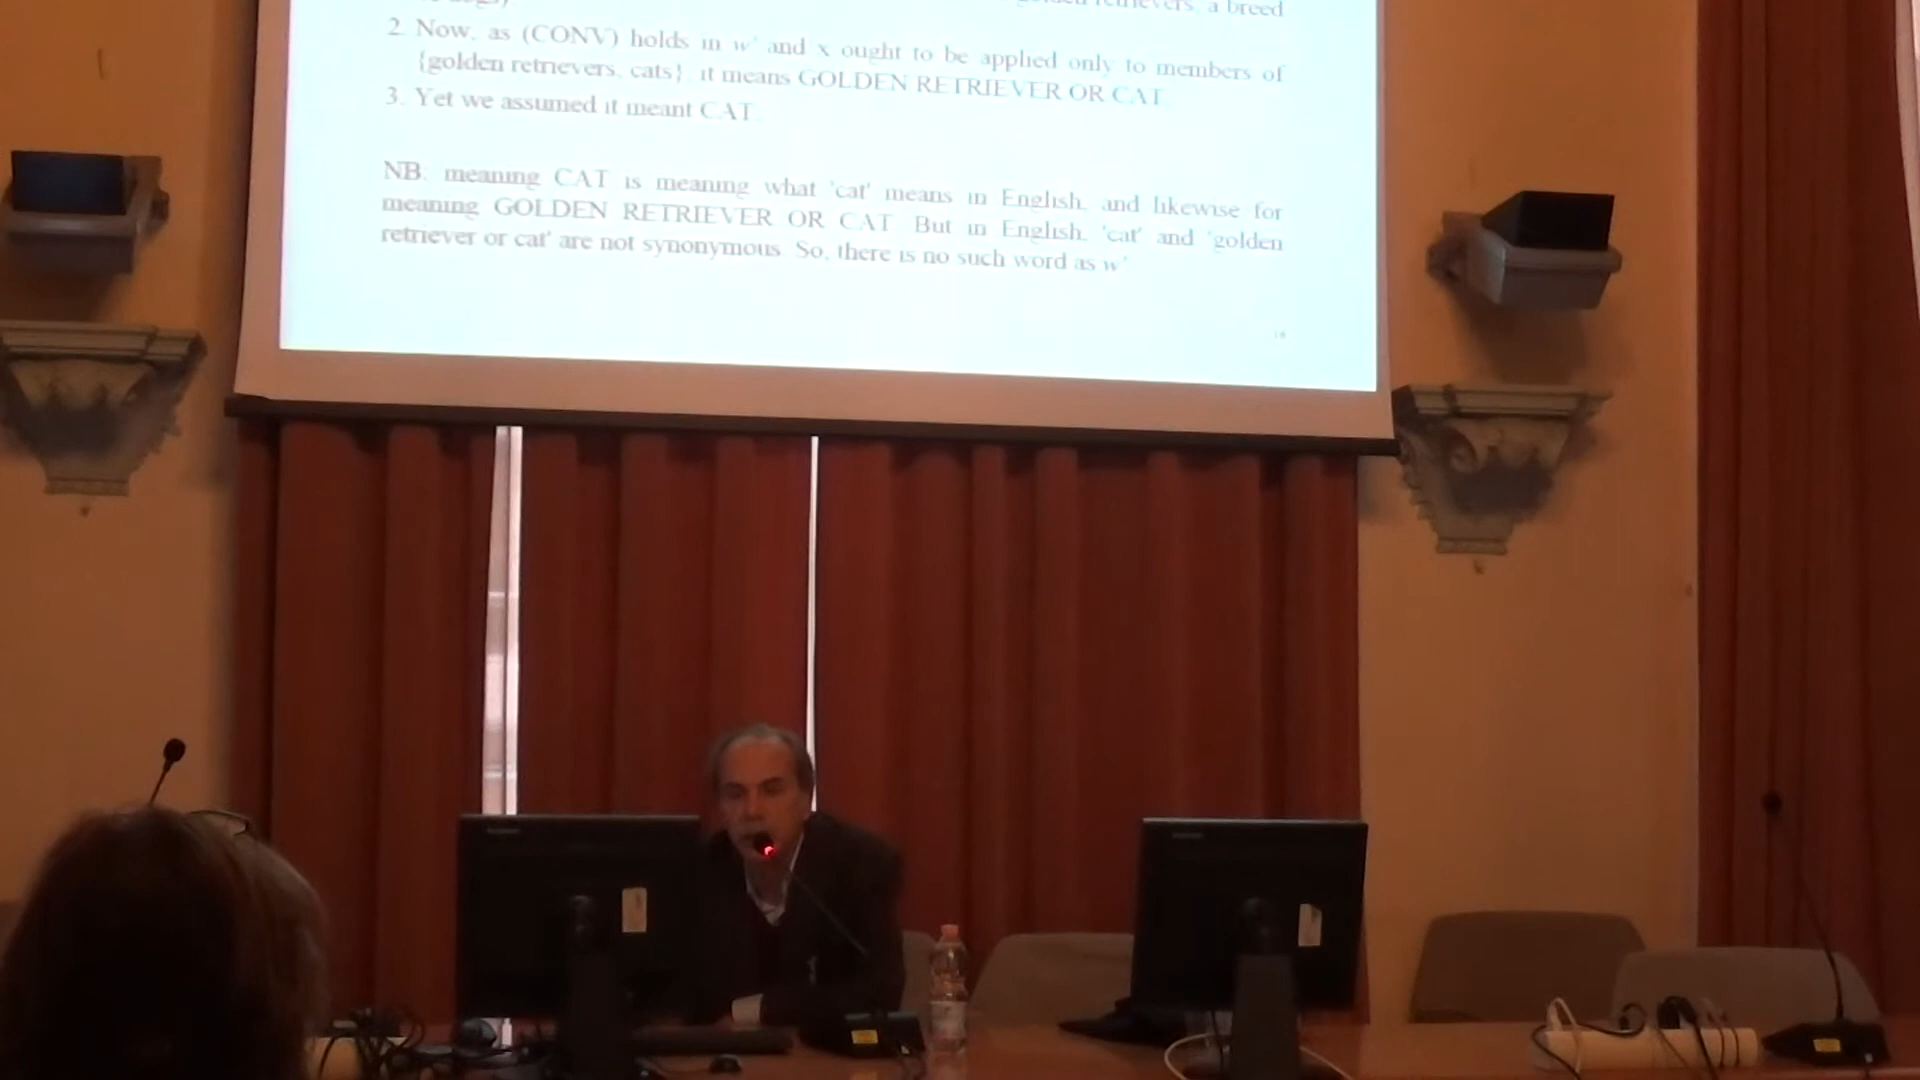 retrievers, a breed
2. Now, as (CONV) holds in w' and x ought to be applied only to members of
{golden retrievers, cats}, it means GOLDEN RETRIEVER OR CAT.
3. Yet we assumed it meant CAT.
NB: meaning CAT is meaning what 'cat' means in English, and likewise for
meaning GOLDEN RETRIEVER OR CAT. But in English, 'cat' and 'golden
retriever or cat' are not synonymous. So, there is no such word as w'